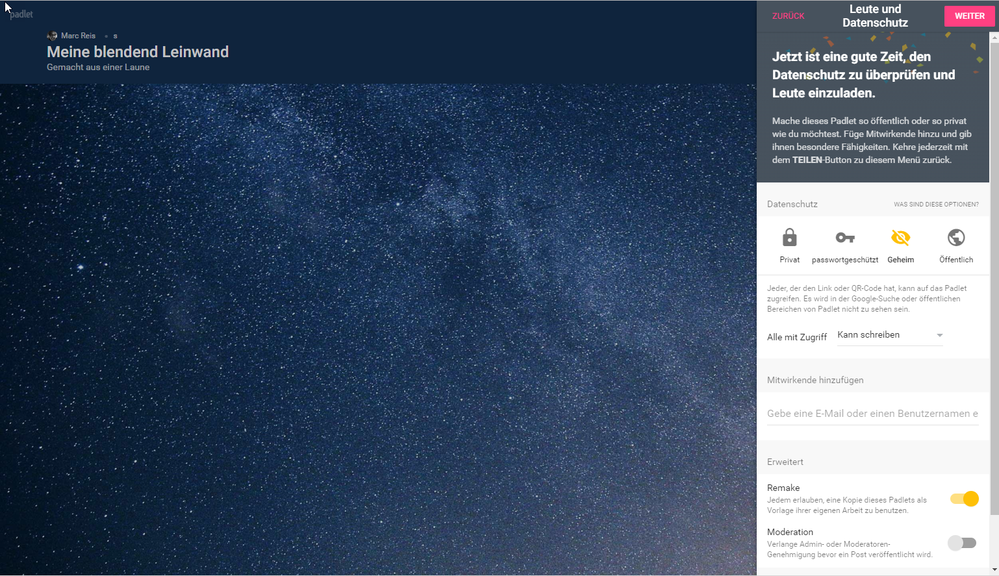 padlet
Marc Reis • s
Meine blendend Leinwand
Gemacht aus einer Laune
ZURÜCK
Leute und
Datenschutz
WEITER
Jetzt ist eine gute Zeit, den
Datenschutz zu überprüfen und
Leute einzuladen.
Mache dieses Padlet so öffentlich oder so privat
wie du möchtest. Füge Mitwirkende hinzu und gib
ihnen besondere Fähigkeiten. Kehre jederzeit mit
dem TEILEN-Button zu diesem Menü zurück.
Datenschutz
WAS SIND DIESE OPTIONEN?
Privat
passwortgeschützt
Geheim
Öffentlich
Jeder, der den Link oder QR-Code hat, kann auf das Padlet
zugreifen. Es wird in der Google-Suche oder öffentlichen
Bereichen von Padlet nicht zu sehen sein.
Alle mit Zugriff
Kann schreiben
Mitwirkende hinzufügen
Gebe eine E-Mail oder einen Benutzernamen e
Erweitert
Remake
Jedem erlauben, eine Kopie dieses Padlets als
Vorlage ihrer eigenen Arbeit zu benutzen.
Moderation
Verlange Admin- oder Moderatoren-
Genehmigung bevor ein Post veröffentlicht wird.